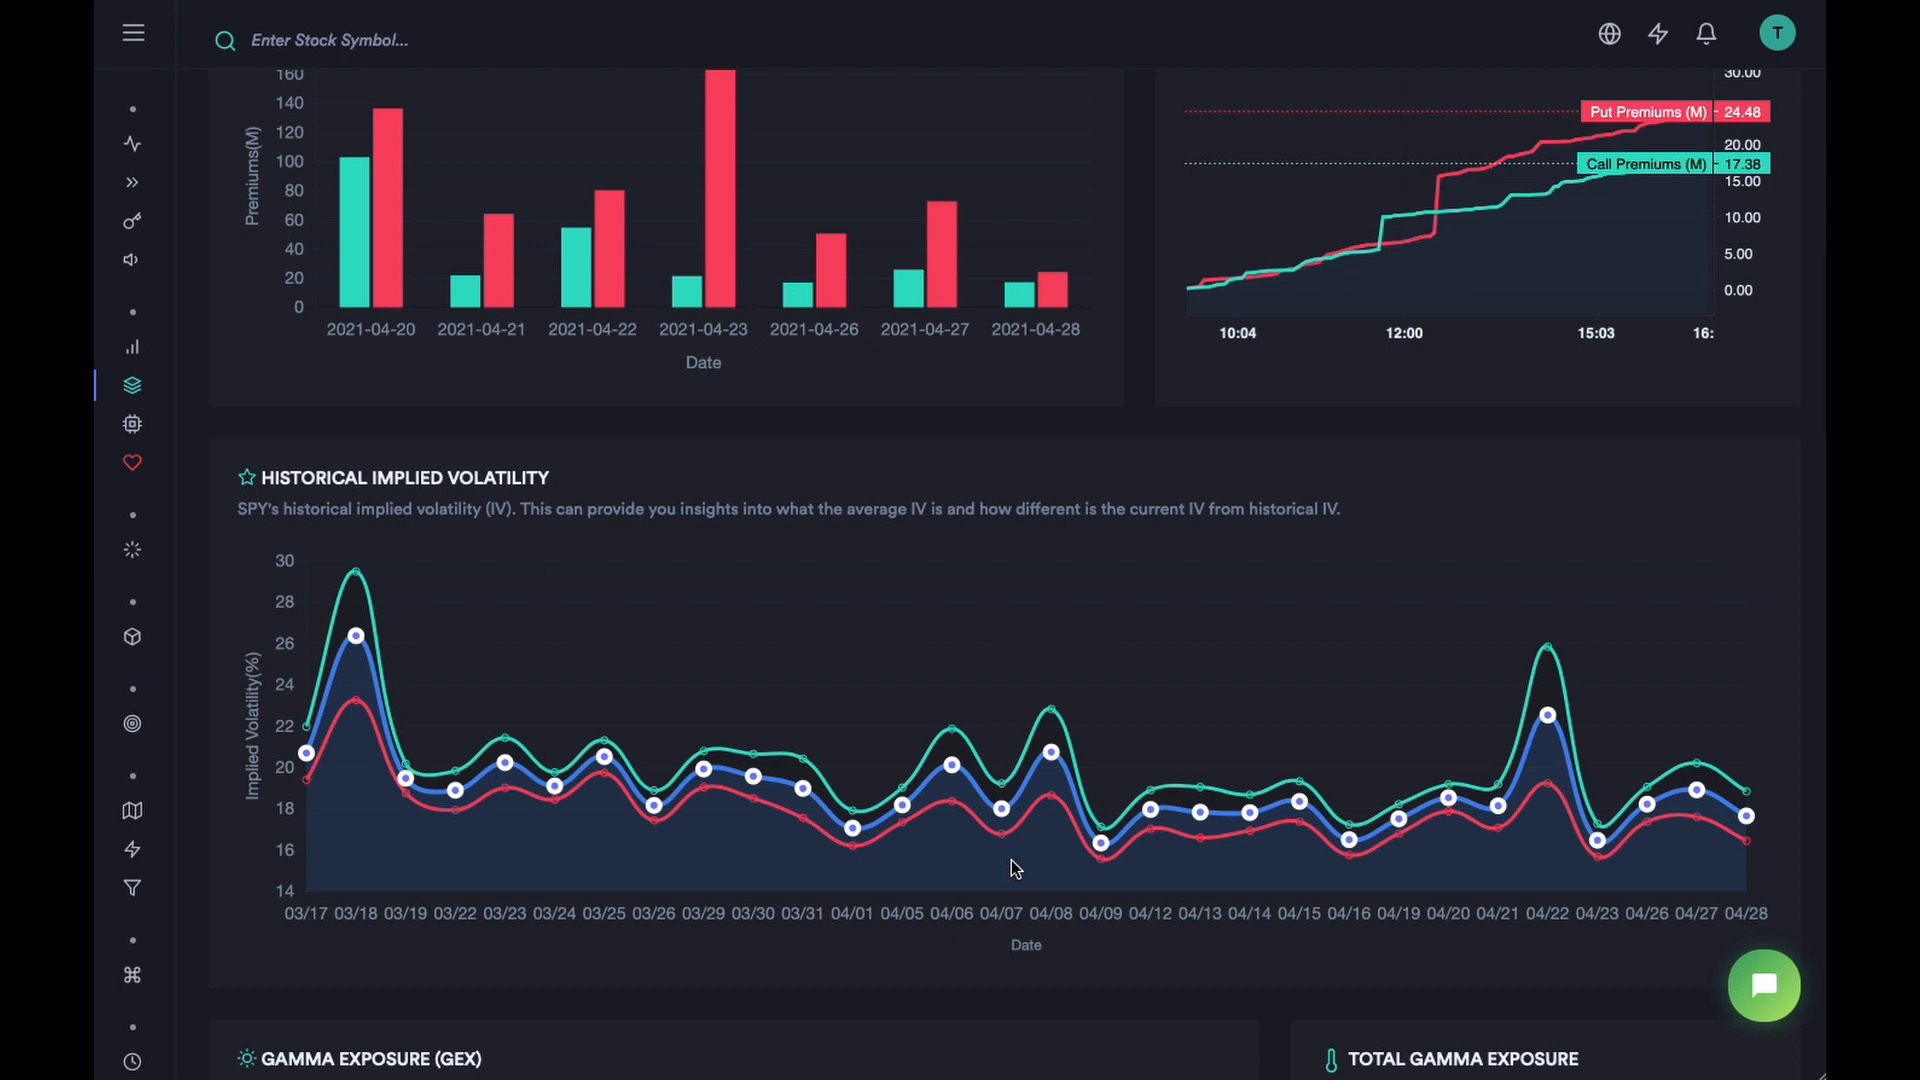 Enter Stock Symbol...
T
160
140
120
100
80
60
40
20
0
Premiums(M)
2021-04-20 2021-04-21 2021-04-22 2021-04-23 2021-04-26 2021-04-27 2021-04-28
Date
30.00
Put Premiums (M) 24.48
20.00
Call Premiums (M) 17.38
15.00
10.00
5.00
0.00
10:04 12:00 15:03 16:
HISTORICAL IMPLIED VOLATILITY
SPY's historical implied volatility (IV). This can provide you insights into what the average IV is and how different is the current IV from historical IV.
30
28
26
24
22
20
18
16
14
Implied Volatility(%)
03/17 03/18 03/19 03/22 03/23 03/24 03/25 03/26 03/29 03/30 03/31 04/01 04/05 04/06 04/07 04/08 04/09 04/12 04/13 04/14 04/15 04/16 04/19 04/20 04/21 04/22 04/23 04/26 04/27 04/28
Date
GAMMA EXPOSURE (GEX)
TOTAL GAMMA EXPOSURE